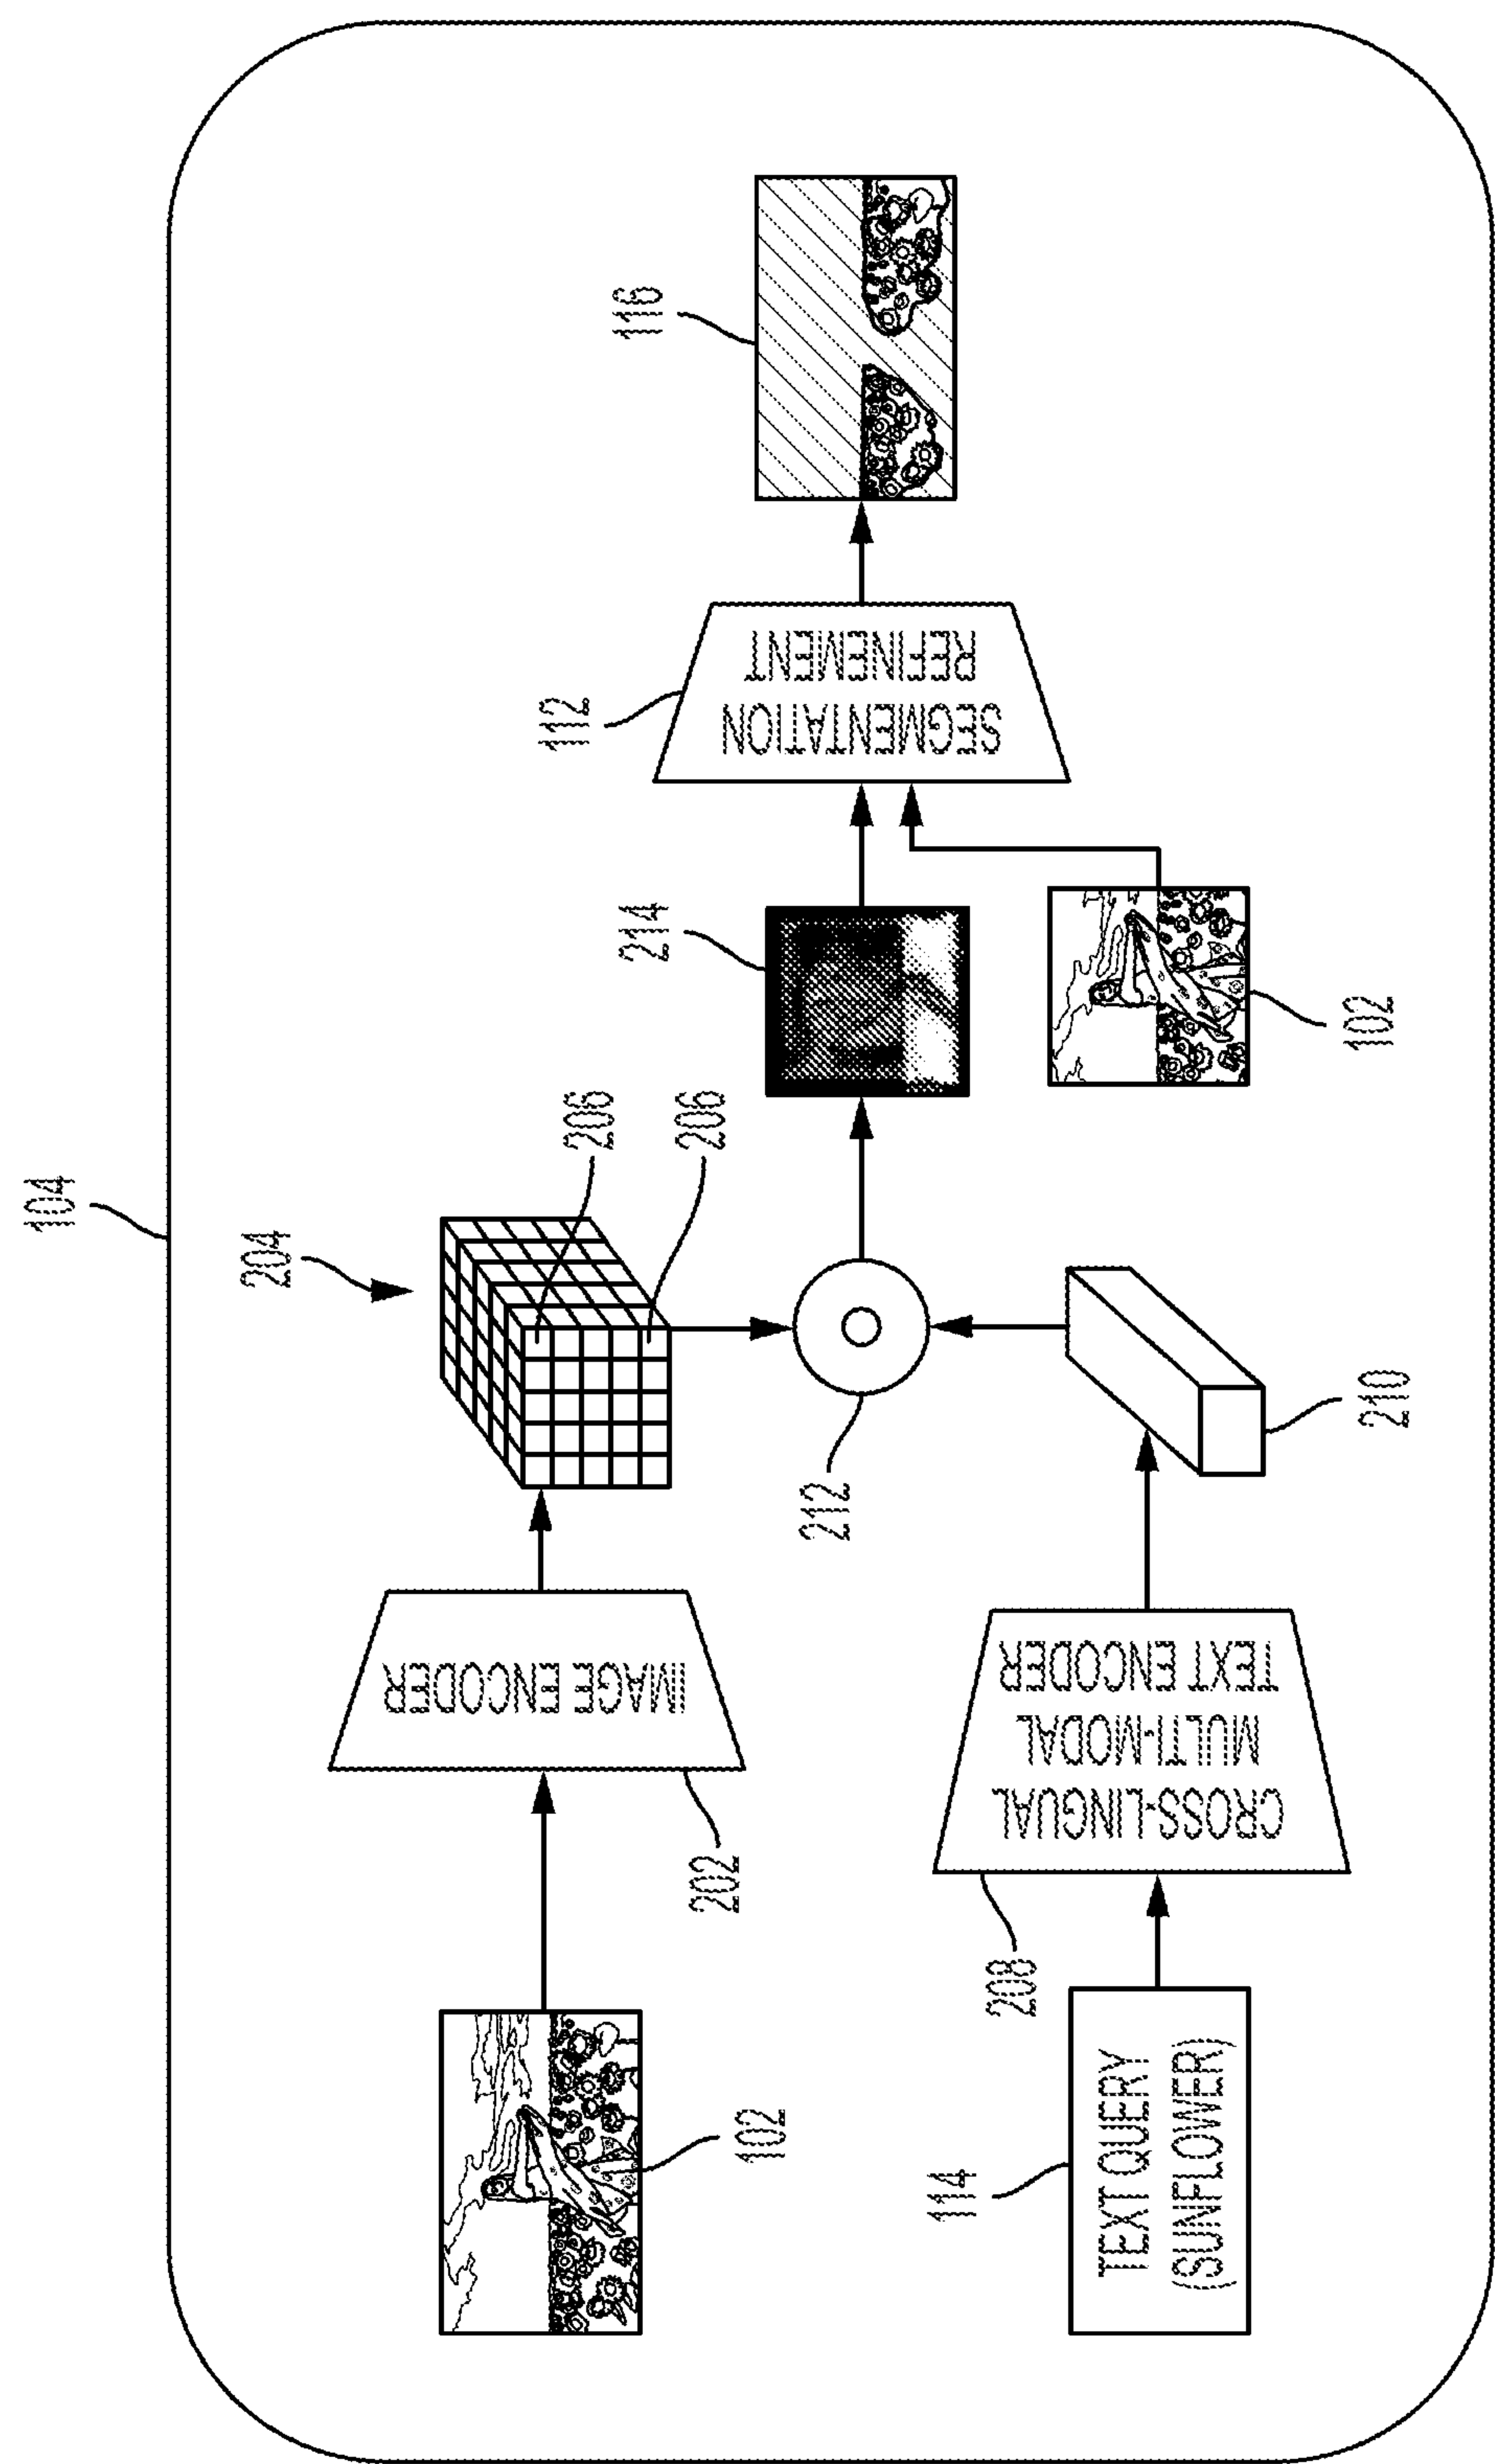 104
102
202
IMAGE ENCODER
204
206
206
114
TEXT QUERY
(SUNFLOWER)
208
CROSS-LINGUAL
MULTI-MODAL
TEXT ENCODER
210
212
214
102
112
SEGMENTATION
REFINEMENT
116